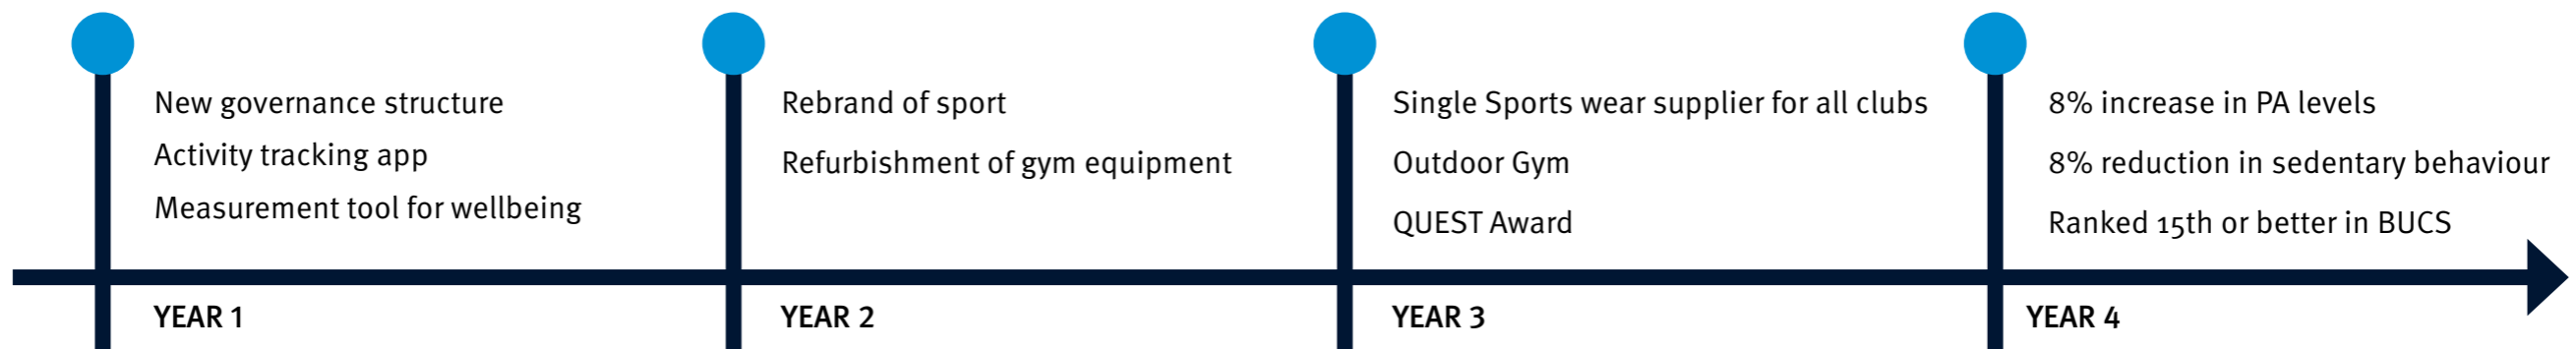 New governance structure
Activity tracking app
Measurement tool for wellbeing
YEAR 1
Rebrand of sport
Refurbishment of gym equipment
YEAR 2
Single Sports wear supplier for all clubs
Outdoor Gym
QUEST Award
YEAR 3
8% increase in PA levels
8% reduction in sedentary behaviour
Ranked 15th or better in BUCS
YEAR 4